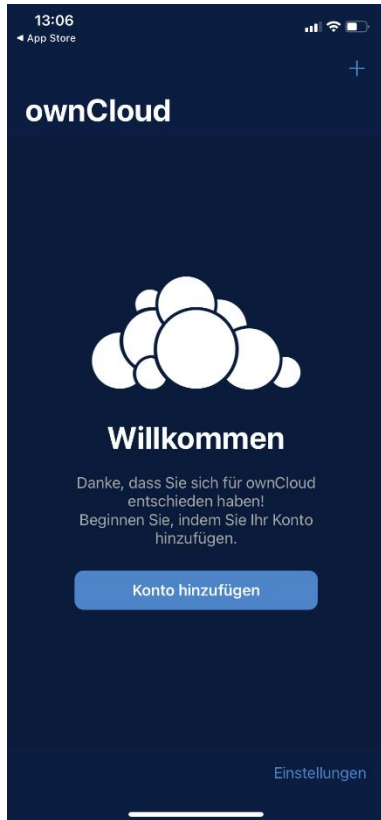 13:06
◀ App Store
+
ownCloud
Willkommen
Danke, dass Sie sich für ownCloud
entschieden haben!
Beginnen Sie, indem Sie Ihr Konto
hinzufügen.
Konto hinzufügen
Einstellungen